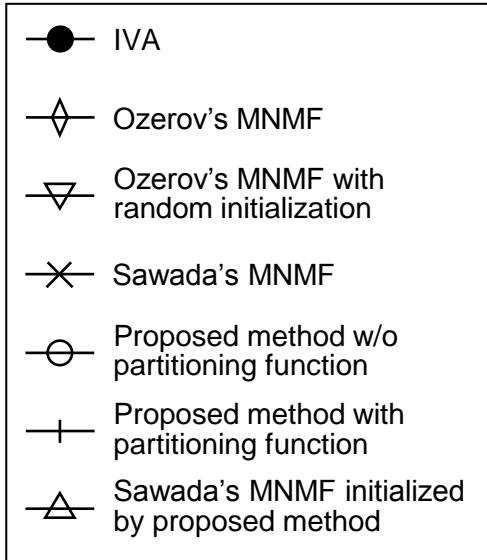 IVA
Ozerov's MNMF
Ozerov's MNMF with
random initialization
Sawada's MNMF
Proposed method w/o
partitioning function
Proposed method with
partitioning function
Sawada's MNMF initialized
by proposed method